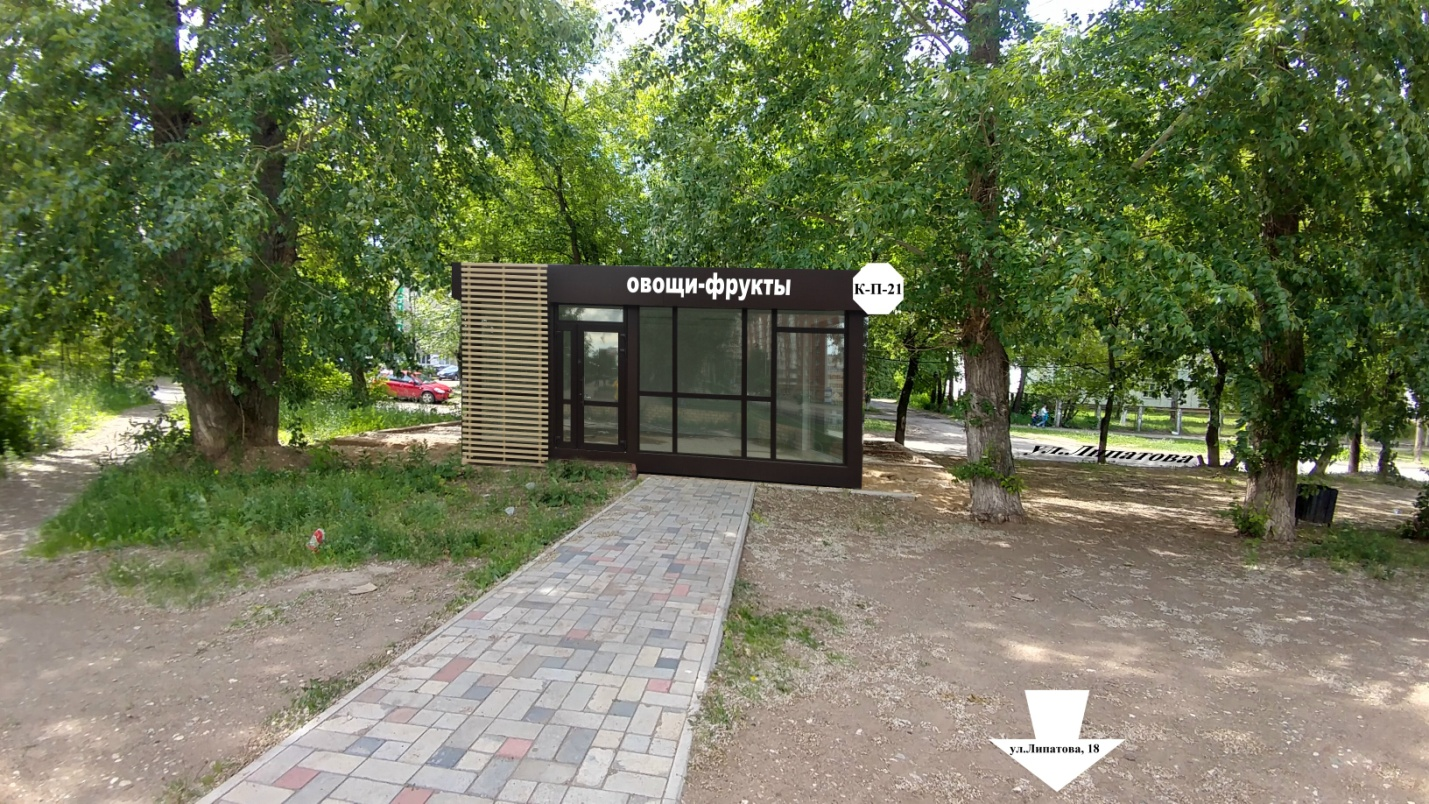 овощи-фрукты
К-П-21
ул. Липатова
ул.Липатова, 18